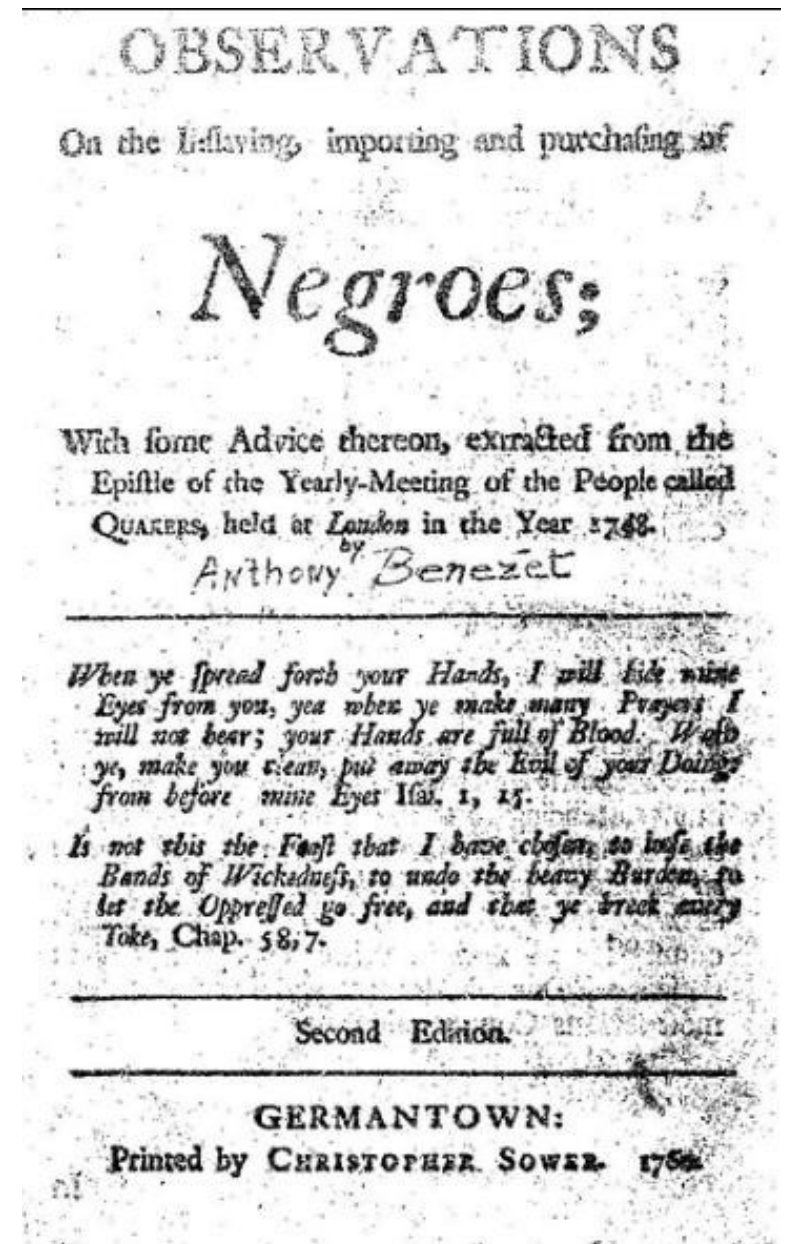 OBSERVATIONS
On the Inſlaving, importing and purchaſing of
Negroes;
With ſome Advice thereon, extracted from the
Epiſtle of the Yearly-Meeting of the People called
QUAKERS, held at London in the Year 1748.
by
Anthony Benezet
When ye ſpread forth your Hands, I will hide mine
Eyes from you, yea when ye make many Prayers I
will not hear; your Hands are full of Blood. Waſh
ye, make you clean, put away the Evil of your Doings
from before mine Eyes Iſai. 1, 15.
Is not this the Faſt that I have choſen, to looſe the
Bands of Wickedneſs, to undo the heavy Burden, to
let the Oppreſſed go free, and that ye break every
Yoke, Chap. 58, 7.
Second Edition.
GERMANTOWN:
Printed by CHRISTOPHER SOWER.